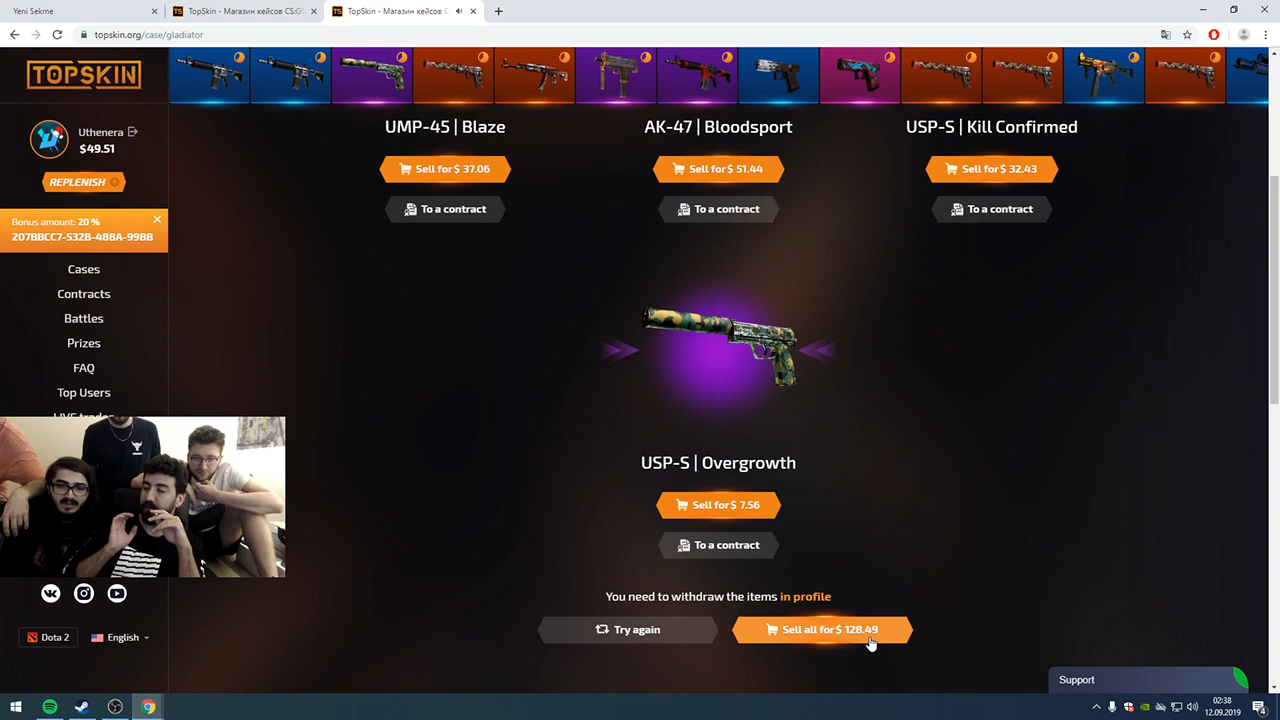 Yeni Sekme
TopSkin - Магазин кейсов CS:GO
TopSkin - Магазин кейсов C
topskin.org/case/gladiator
TOPSKIN
Uthenera
$49.51
REPLENISH
Bonus amount: 20 %
207BBCC7-532B-488A-99BB
Cases
Contracts
Battles
Prizes
FAQ
Top Users
LIVE trades
Dota 2
English
UMP-45 | Blaze
Sell for $ 37.06
To a contract
AK-47 | Bloodsport
Sell for $ 51.44
To a contract
USP-S | Kill Confirmed
Sell for $ 32.43
To a contract
USP-S | Overgrowth
Sell for $ 7.56
To a contract
You need to withdraw the items in profile
Try again
Sell all for $ 128.49
Support
02:38
12.09.2019
4